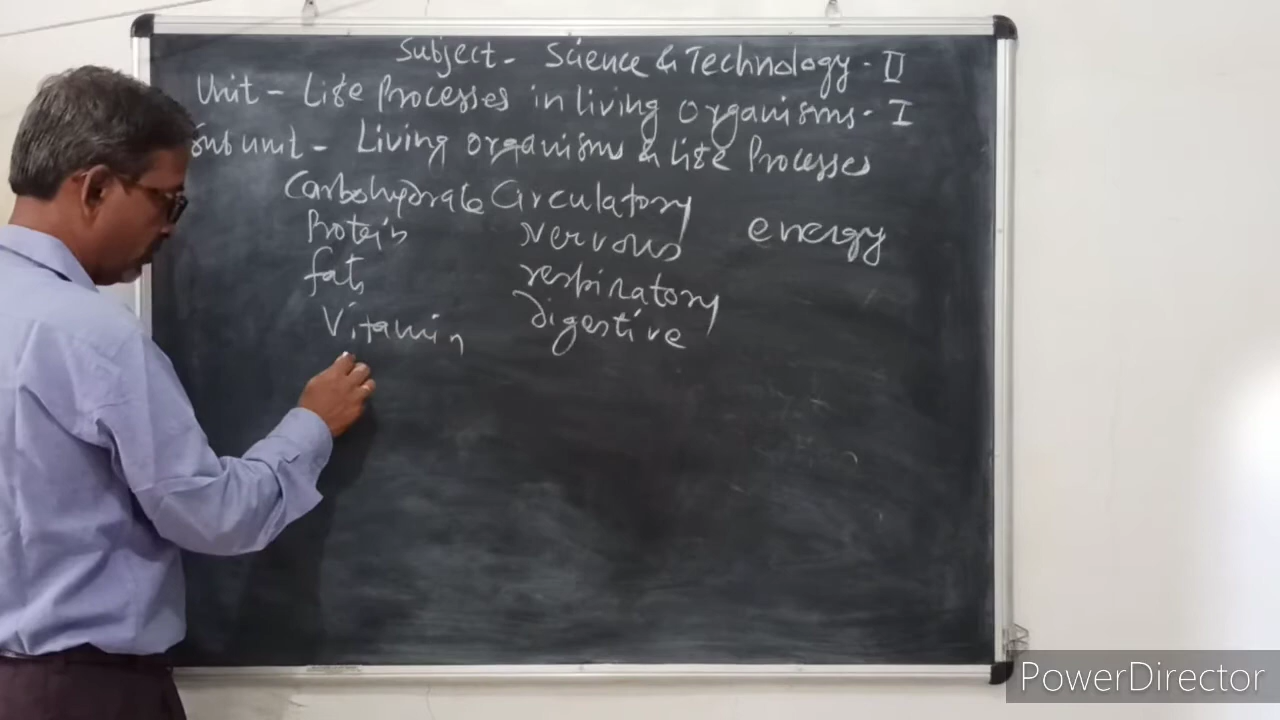 Subject - Science & Technology - II
Unit - Life Processes in living organisms - I
Sub unit - Living organisms & Life Processes
Carbohydrate Circulatory
Protein Nervous energy
fats respiratory
Vitamin Digestive
PowerDirector